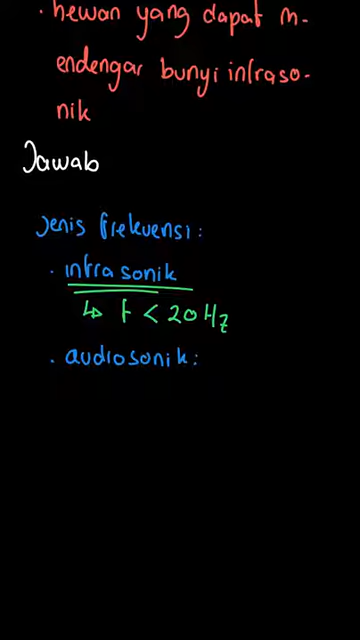 • hewan yang dapat m-
endengar bunyi infraso-
nik
Jawab
Jenis frekuensi:
• infrasonik
↳ f < 20 Hz
• audiosonik: